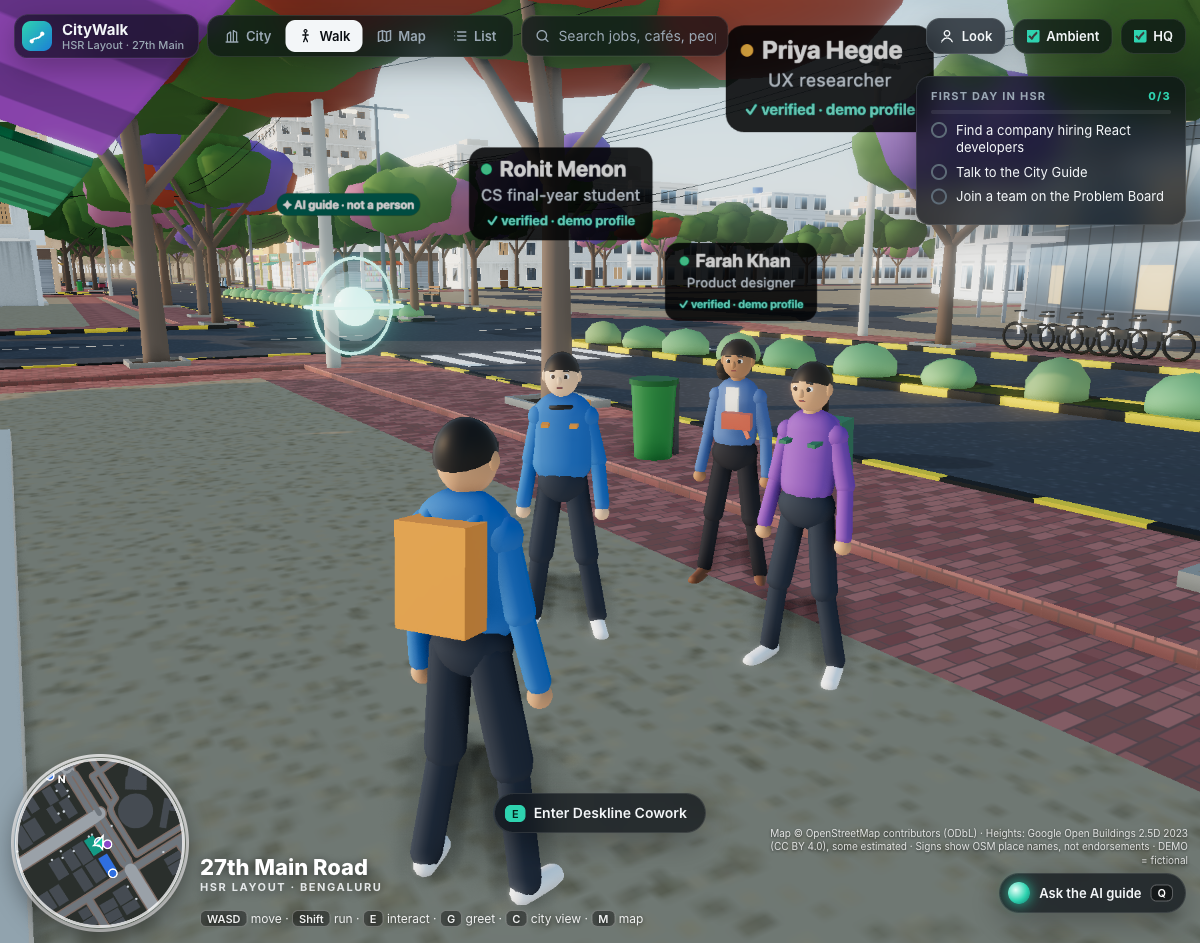 CityWalk
HSR Layout · 27th Main
City
Walk
Map
List
Search jobs, cafés, peop
Look
Ambient
HQ
Priya Hegde
UX researcher
✓ verified · demo profile
FIRST DAY IN HSR 0/3
Find a company hiring React
developers
Talk to the City Guide
Join a team on the Problem Board
Rohit Menon
CS final-year student
✓ verified · demo profile
✦ AI guide · not a person
Farah Khan
Product designer
✓ verified · demo profile
E Enter Deskline Cowork
N
27th Main Road
HSR LAYOUT · BENGALURU
WASD move · Shift run · E interact · G greet · C city view · M map
Map © OpenStreetMap contributors (ODbL) · Heights: Google Open Buildings 2.5D 2023
(CC BY 4.0), some estimated · Signs show OSM place names, not endorsements · DEMO
= fictional
Ask the AI guide Q